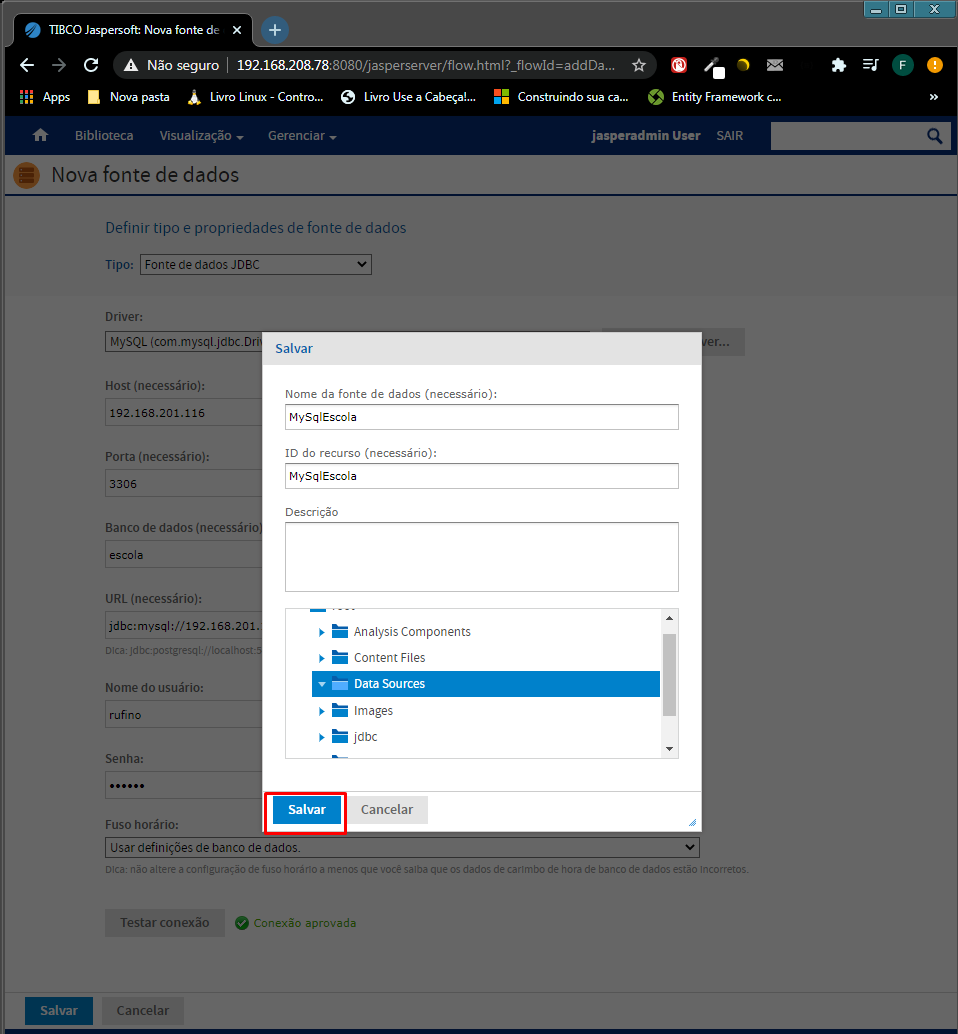 TIBCO Jaspersoft: Nova fonte de
Não seguro 192.168.208.78:8080/jasperserver/flow.html?_flowId=addDa...
F
Apps Nova pasta Livro Linux - Contro... Livro Use a Cabeça!... Construindo sua ca... Entity Framework c... »
Biblioteca Visualização Gerenciar jasperadmin User SAIR
Nova fonte de dados
Definir tipo e propriedades de fonte de dados
Tipo: Fonte de dados JDBC
Driver:
MySQL (com.mysql.jdbc.Driv
ver...
Salvar
Nome da fonte de dados (necessário):
MySqlEscola
ID do recurso (necessário):
MySqlEscola
Descrição
Analysis Components
Content Files
Data Sources
Images
jdbc
Salvar Cancelar
Host (necessário):
192.168.201.116
Porta (necessário):
3306
Banco de dados (necessário)
escola
URL (necessário):
jdbc:mysql://192.168.201.
Dica: jdbc:postgresql://localhost:5
Nome do usuário:
rufino
Senha:
••••••
Fuso horário:
Usar definições de banco de dados.
Dica: não altere a configuração de fuso horário a menos que você saiba que os dados de carimbo de hora de banco de dados estão incorretos.
Testar conexão Conexão aprovada
Salvar Cancelar